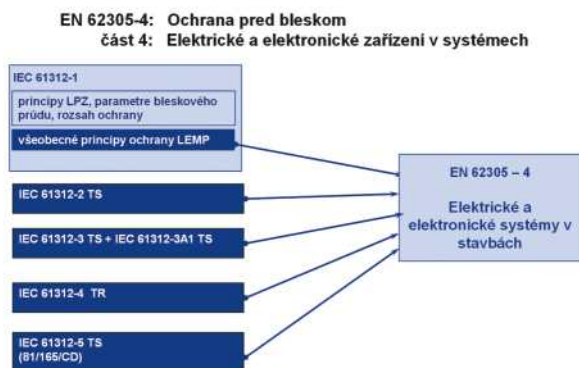 EN 62305-4: Ochrana pred bleskom
část 4: Elektrické a elektronické zařízení v systémech
IEC 61312-1
principy LPZ, parametre bleskového
prúdu, rozsah ochrany
všeobecné principy ochrany LEMP
IEC 61312-2 TS
IEC 61312-3 TS + IEC 61312-3A1 TS
IEC 61312-4 TR
IEC 61312-5 TS
(81/165/CD)
EN 62305 – 4
Elektrické a
elektronické systémy v
stavbách